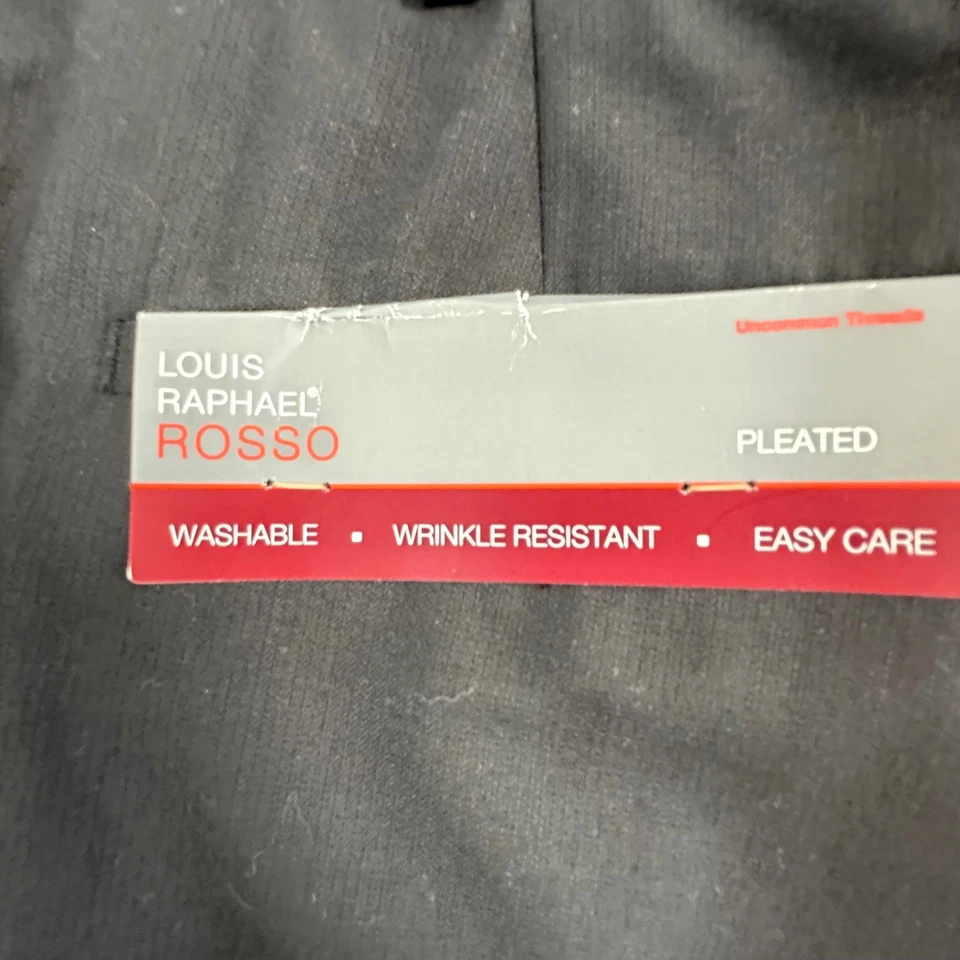 Uncommon Threads
LOUIS
RAPHAEL
ROSSO
PLEATED
WASHABLE ▪ WRINKLE RESISTANT ▪ EASY CARE